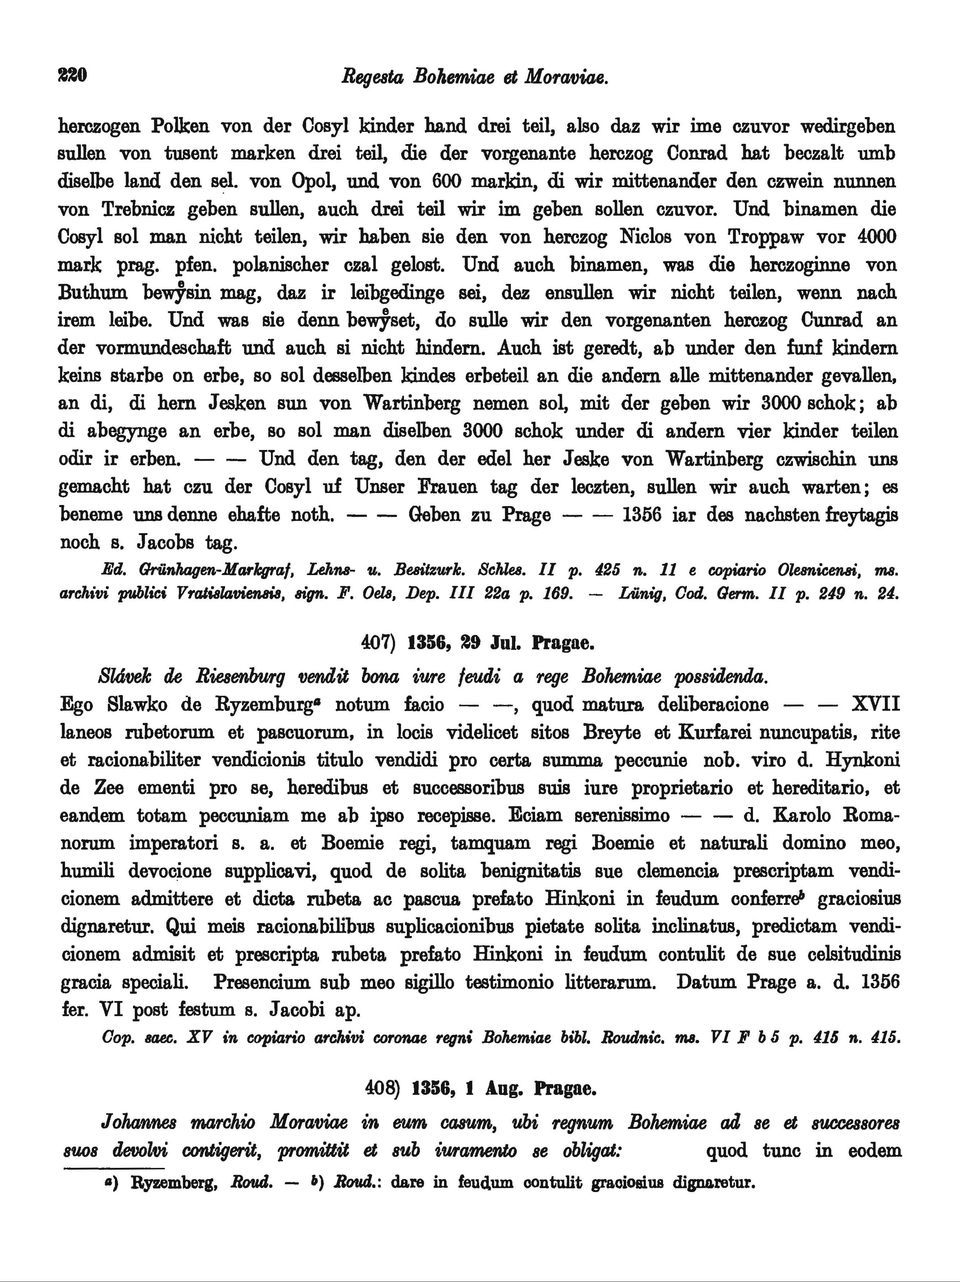 220
Regesta Bohemiae et Moraviae.
herczogen Polken von der Cosyl kinder hand drei teil, also daz wir ime czuvor wedirgeben
sullen von tusent marken drei teil, die der vorgenante herczog Conrad hat beczalt umb
diselbe land den sel. von Opol, und von 600 markin, di wir mittenander den czwein nunnen
von Trebnicz geben sullen, auch drei teil wir im geben sollen czuvor. Und binamen die
Cosyl sol man nicht teilen, wir haben sie den von herczog Niclos von Troppaw vor 4000
mark prag. pfen. polanischer czal gelost. Und auch binamen, was die herczoginne von
Buthum bewyͤsin mag, daz ir leibgedinge sei, dez ensullen wir nicht teilen, wenn nach
irem leibe. Und was sie denn bewyͤset, do sulle wir den vorgenanten herczog Cunrad an
der vormundeschaft und auch si nicht hindern. Auch ist geredt, ab under den funf kindern
keins starbe on erbe, so sol desselben kindes erbeteil an die andern alle mittenander gevallen,
an di, di hern Jesken sun von Wartinberg nemen sol, mit der geben wir 3000 schok; ab
di abegynge an erbe, so sol man diselben 3000 schok under di andern vier kinder teilen
odir ir erben. — — Und den tag, den der edel her Jeske von Wartinberg czwischin uns
gemacht hat czu der Cosyl uf Unser Frauen tag der leczten, sullen wir auch warten; es
beneme uns denne ehafte noth. — — Geben zu Prage — — 1356 iar des nachsten freytagis
noch s. Jacobs tag.
Ed. Grünhagen-Markgraf, Lehns- u. Besitzurk. Schles. II p. 425 n. 11 e copiario Olesnicensi, ms.
archivi publici Vratislaviensis, sign. F. Oels, Dep. III 22a p. 169. — Lünig, Cod. Germ. II p. 249 n. 24.
407) 1356, 29 Jul. Pragae.
Slávek de Riesenburg vendit bona iure feudi a rege Bohemiae possidenda.
Ego Slawko de Ryzemburgᵃ notum facio — —, quod matura deliberacione — — XVII
laneos rubetorum et pascuorum, in locis videlicet sitos Breyte et Kurfarei nuncupatis, rite
et racionabiliter vendicionis titulo vendidi pro certa summa peccunie nob. viro d. Hynkoni
de Zee ementi pro se, heredibus et successoribus suis iure proprietario et hereditario, et
eandem totam peccuniam me ab ipso recepisse. Eciam serenissimo — — d. Karolo Roma-
norum imperatori s. a. et Boemie regi, tamquam regi Boemie et naturali domino meo,
humili devocione supplicavi, quod de solita benignitatis sue clemencia prescriptam vendi-
cionem admittere et dicta rubeta ac pascua prefato Hinkoni in feudum conferreᵇ graciosius
dignaretur. Qui meis racionabilibus suplicacionibus pietate solita inclinatus, predictam vendi-
cionem admisit et prescripta rubeta prefato Hinkoni in feudum contulit de sue celsitudinis
gracia speciali. Presencium sub meo sigillo testimonio litterarum. Datum Prage a. d. 1356
fer. VI post festum s. Jacobi ap.
Cop. saec. XV in copiario archivi coronae regni Bohemiae bibl. Roudnic. ms. VI F b 5 p. 415 n. 415.
408) 1356, 1 Aug. Pragae.
Johannes marchio Moraviae in eum casum, ubi regnum Bohemiae ad se et successores
suos devolvi contigerit, promittit et sub iuramento se obligat: quod tunc in eodem
ᵃ) Ryzemberg, Roud. — ᵇ) Roud.: dare in feudum contulit graciosius dignaretur.